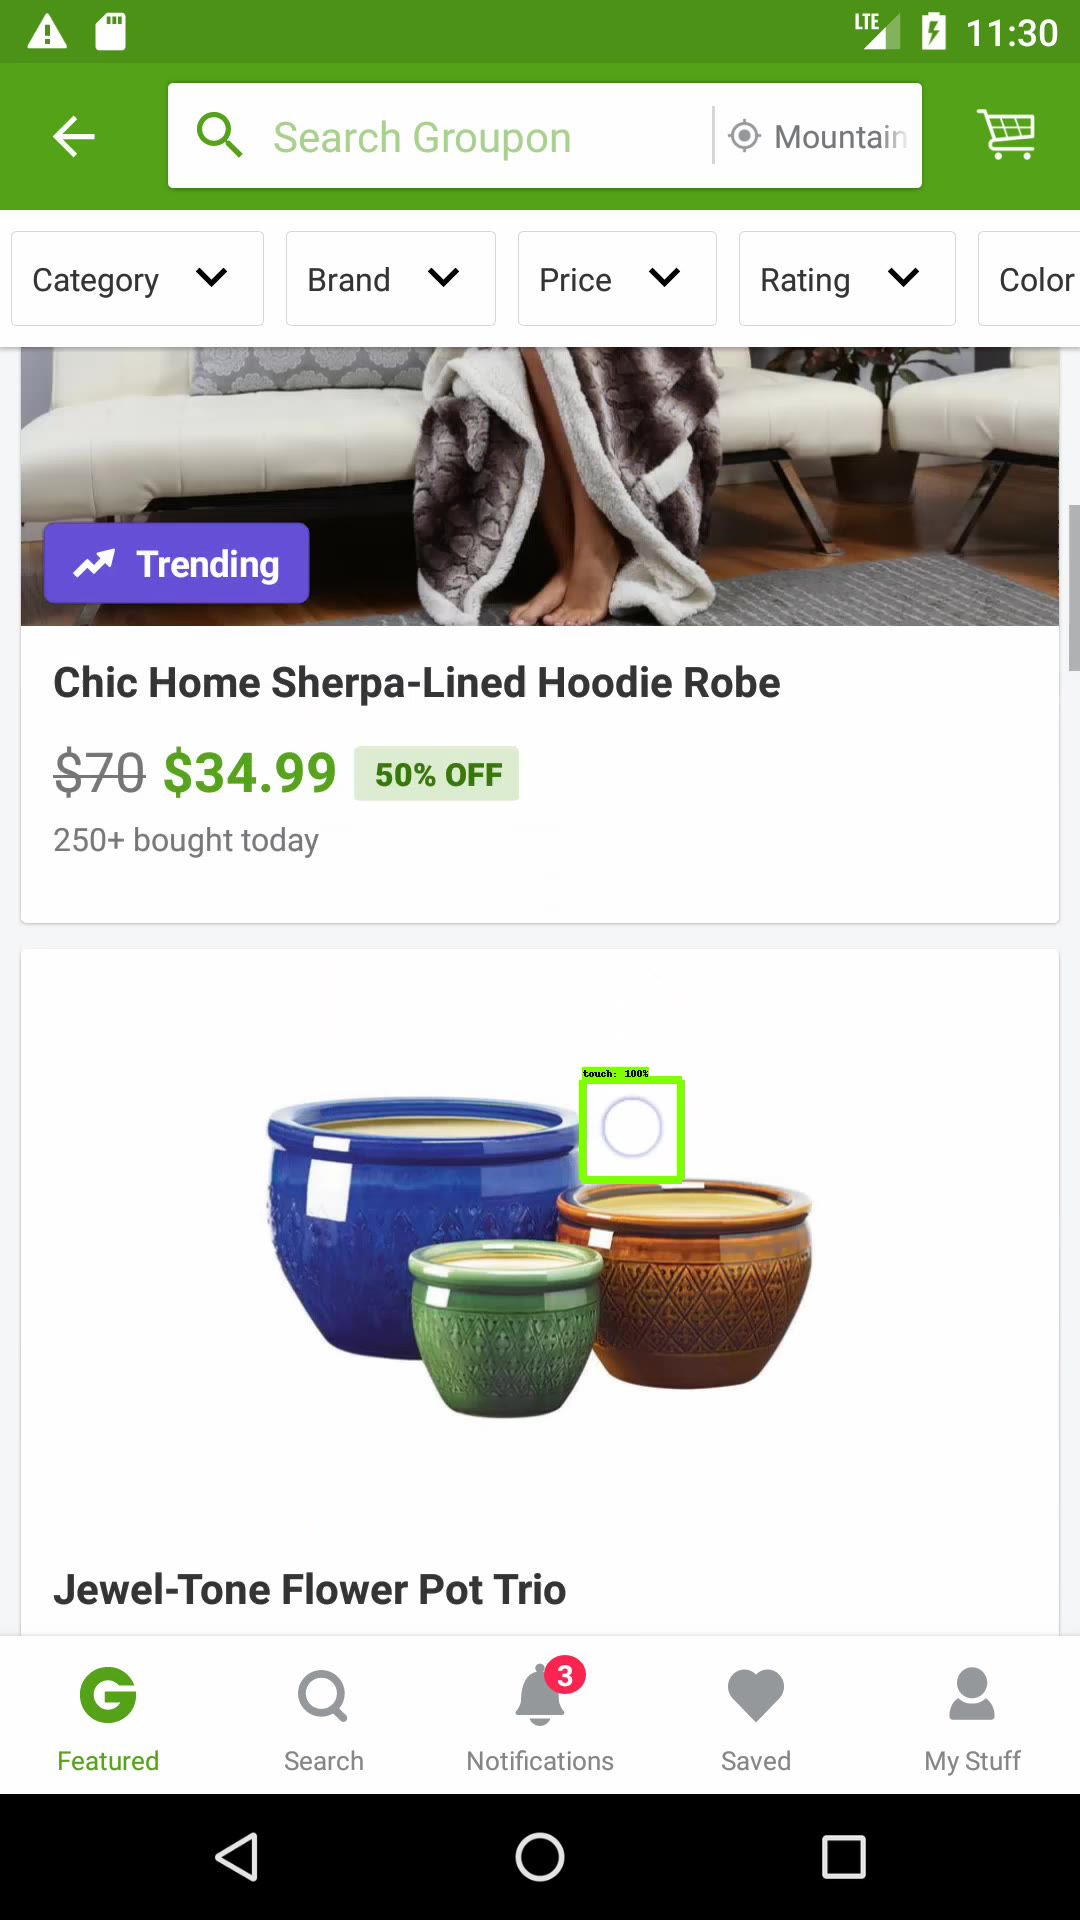 LTE 11:30
Search Groupon Mountain
Category Brand Price Rating Color
Trending
Chic Home Sherpa-Lined Hoodie Robe
$70 $34.99 50% OFF
250+ bought today
touch: 100%
Jewel-Tone Flower Pot Trio
3
Featured Search Notifications Saved My Stuff